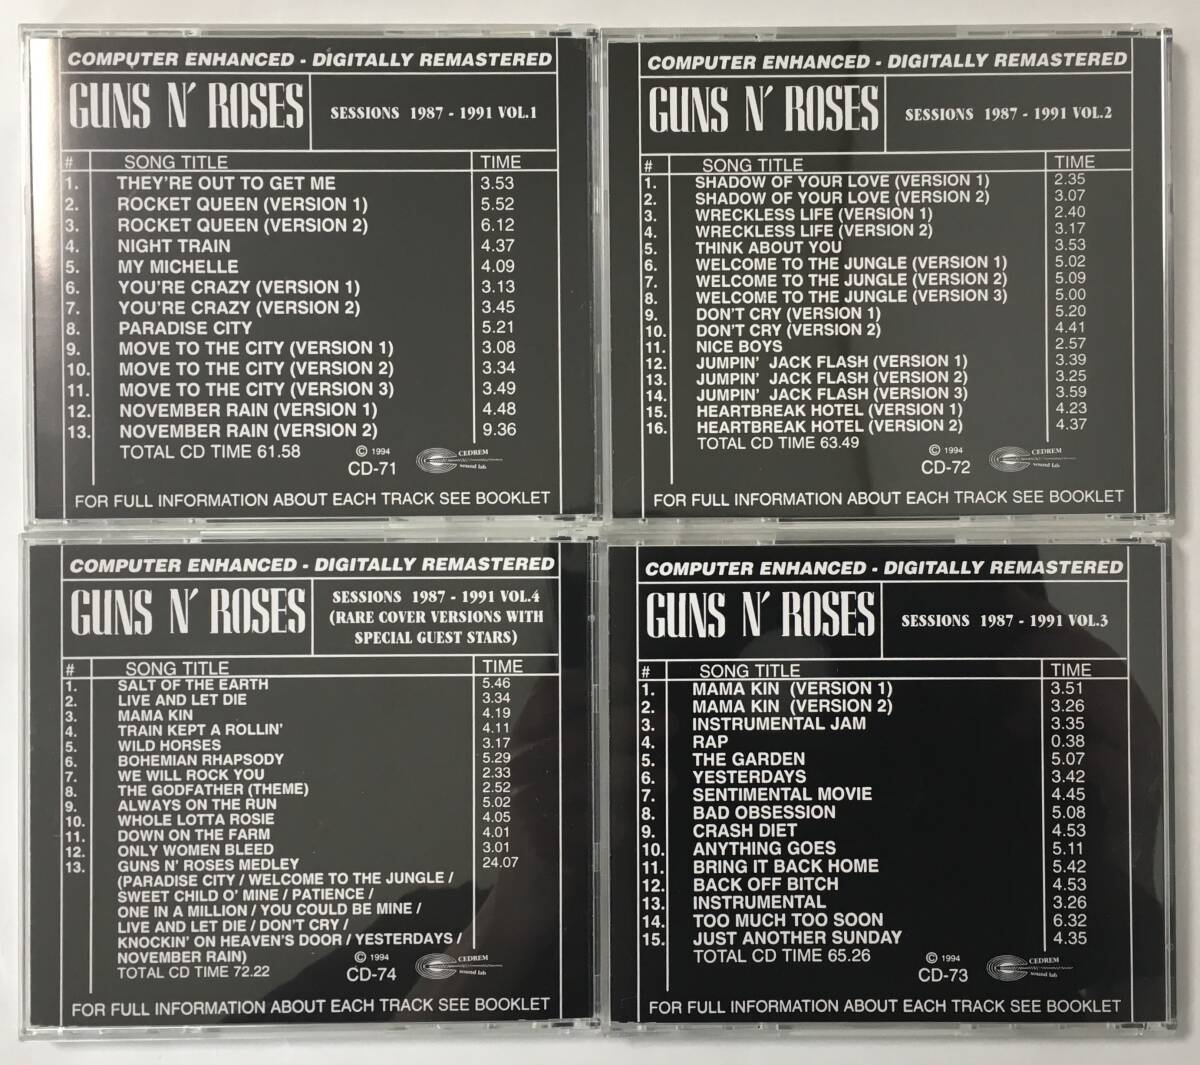 COMPUTER ENHANCED - DIGITALLY REMASTERED
GUNS N' ROSES
SESSIONS 1987 - 1991 VOL.1
# SONG TITLE TIME
1. THEY'RE OUT TO GET ME 3.53
2. ROCKET QUEEN (VERSION 1) 5.52
3. ROCKET QUEEN (VERSION 2) 6.12
4. NIGHT TRAIN 4.37
5. MY MICHELLE 4.09
6. YOU'RE CRAZY (VERSION 1) 3.13
7. YOU'RE CRAZY (VERSION 2) 3.45
8. PARADISE CITY 5.21
9. MOVE TO THE CITY (VERSION 1) 3.08
10. MOVE TO THE CITY (VERSION 2) 3.34
11. MOVE TO THE CITY (VERSION 3) 3.49
12. NOVEMBER RAIN (VERSION 1) 4.48
13. NOVEMBER RAIN (VERSION 2) 9.36
TOTAL CD TIME 61.58
© 1994
CD-71
CEDREM
sound lab
FOR FULL INFORMATION ABOUT EACH TRACK SEE BOOKLET
COMPUTER ENHANCED - DIGITALLY REMASTERED
GUNS N' ROSES
SESSIONS 1987 - 1991 VOL.2
# SONG TITLE TIME
1. SHADOW OF YOUR LOVE (VERSION 1) 2.35
2. SHADOW OF YOUR LOVE (VERSION 2) 3.07
3. WRECKLESS LIFE (VERSION 1) 2.40
4. WRECKLESS LIFE (VERSION 2) 3.17
5. THINK ABOUT YOU 3.53
6. WELCOME TO THE JUNGLE (VERSION 1) 5.02
7. WELCOME TO THE JUNGLE (VERSION 2) 5.09
8. WELCOME TO THE JUNGLE (VERSION 3) 5.00
9. DON'T CRY (VERSION 1) 5.20
10. DON'T CRY (VERSION 2) 4.41
11. NICE BOYS 2.57
12. JUMPIN' JACK FLASH (VERSION 1) 3.39
13. JUMPIN' JACK FLASH (VERSION 2) 3.25
14. JUMPIN' JACK FLASH (VERSION 3) 3.59
15. HEARTBREAK HOTEL (VERSION 1) 4.23
16. HEARTBREAK HOTEL (VERSION 2) 4.37
TOTAL CD TIME 63.49
© 1994
CD-72
CEDREM
sound lab
FOR FULL INFORMATION ABOUT EACH TRACK SEE BOOKLET
COMPUTER ENHANCED - DIGITALLY REMASTERED
GUNS N' ROSES
SESSIONS 1987 - 1991 VOL.4
(RARE COVER VERSIONS WITH
SPECIAL GUEST STARS)
# SONG TITLE TIME
1. SALT OF THE EARTH 5.46
2. LIVE AND LET DIE 3.34
3. MAMA KIN 4.19
4. TRAIN KEPT A ROLLIN' 4.11
5. WILD HORSES 3.17
6. BOHEMIAN RHAPSODY 5.29
7. WE WILL ROCK YOU 2.33
8. THE GODFATHER (THEME) 2.52
9. ALWAYS ON THE RUN 5.02
10. WHOLE LOTTA ROSIE 4.05
11. DOWN ON THE FARM 4.01
12. ONLY WOMEN BLEED 3.01
13. GUNS N' ROSES MEDLEY 24.07
(PARADISE CITY / WELCOME TO THE JUNGLE /
SWEET CHILD O' MINE / PATIENCE /
ONE IN A MILLION / YOU COULD BE MINE /
LIVE AND LET DIE / DON'T CRY /
KNOCKIN' ON HEAVEN'S DOOR / YESTERDAYS /
NOVEMBER RAIN)
TOTAL CD TIME 72.22
© 1994
CD-74
CEDREM
sound lab
FOR FULL INFORMATION ABOUT EACH TRACK SEE BOOKLET
COMPUTER ENHANCED - DIGITALLY REMASTERED
GUNS N' ROSES
SESSIONS 1987 - 1991 VOL.3
# SONG TITLE TIME
1. MAMA KIN (VERSION 1) 3.51
2. MAMA KIN (VERSION 2) 3.26
3. INSTRUMENTAL JAM 3.35
4. RAP 0.38
5. THE GARDEN 5.07
6. YESTERDAYS 3.42
7. SENTIMENTAL MOVIE 4.45
8. BAD OBSESSION 5.08
9. CRASH DIET 4.53
10. ANYTHING GOES 5.11
11. BRING IT BACK HOME 5.42
12. BACK OFF BITCH 4.53
13. INSTRUMENTAL 3.26
14. TOO MUCH TOO SOON 6.32
15. JUST ANOTHER SUNDAY 4.35
TOTAL CD TIME 65.26
© 1994
CD-73
CEDREM
sound lab
FOR FULL INFORMATION ABOUT EACH TRACK SEE BOOKLET